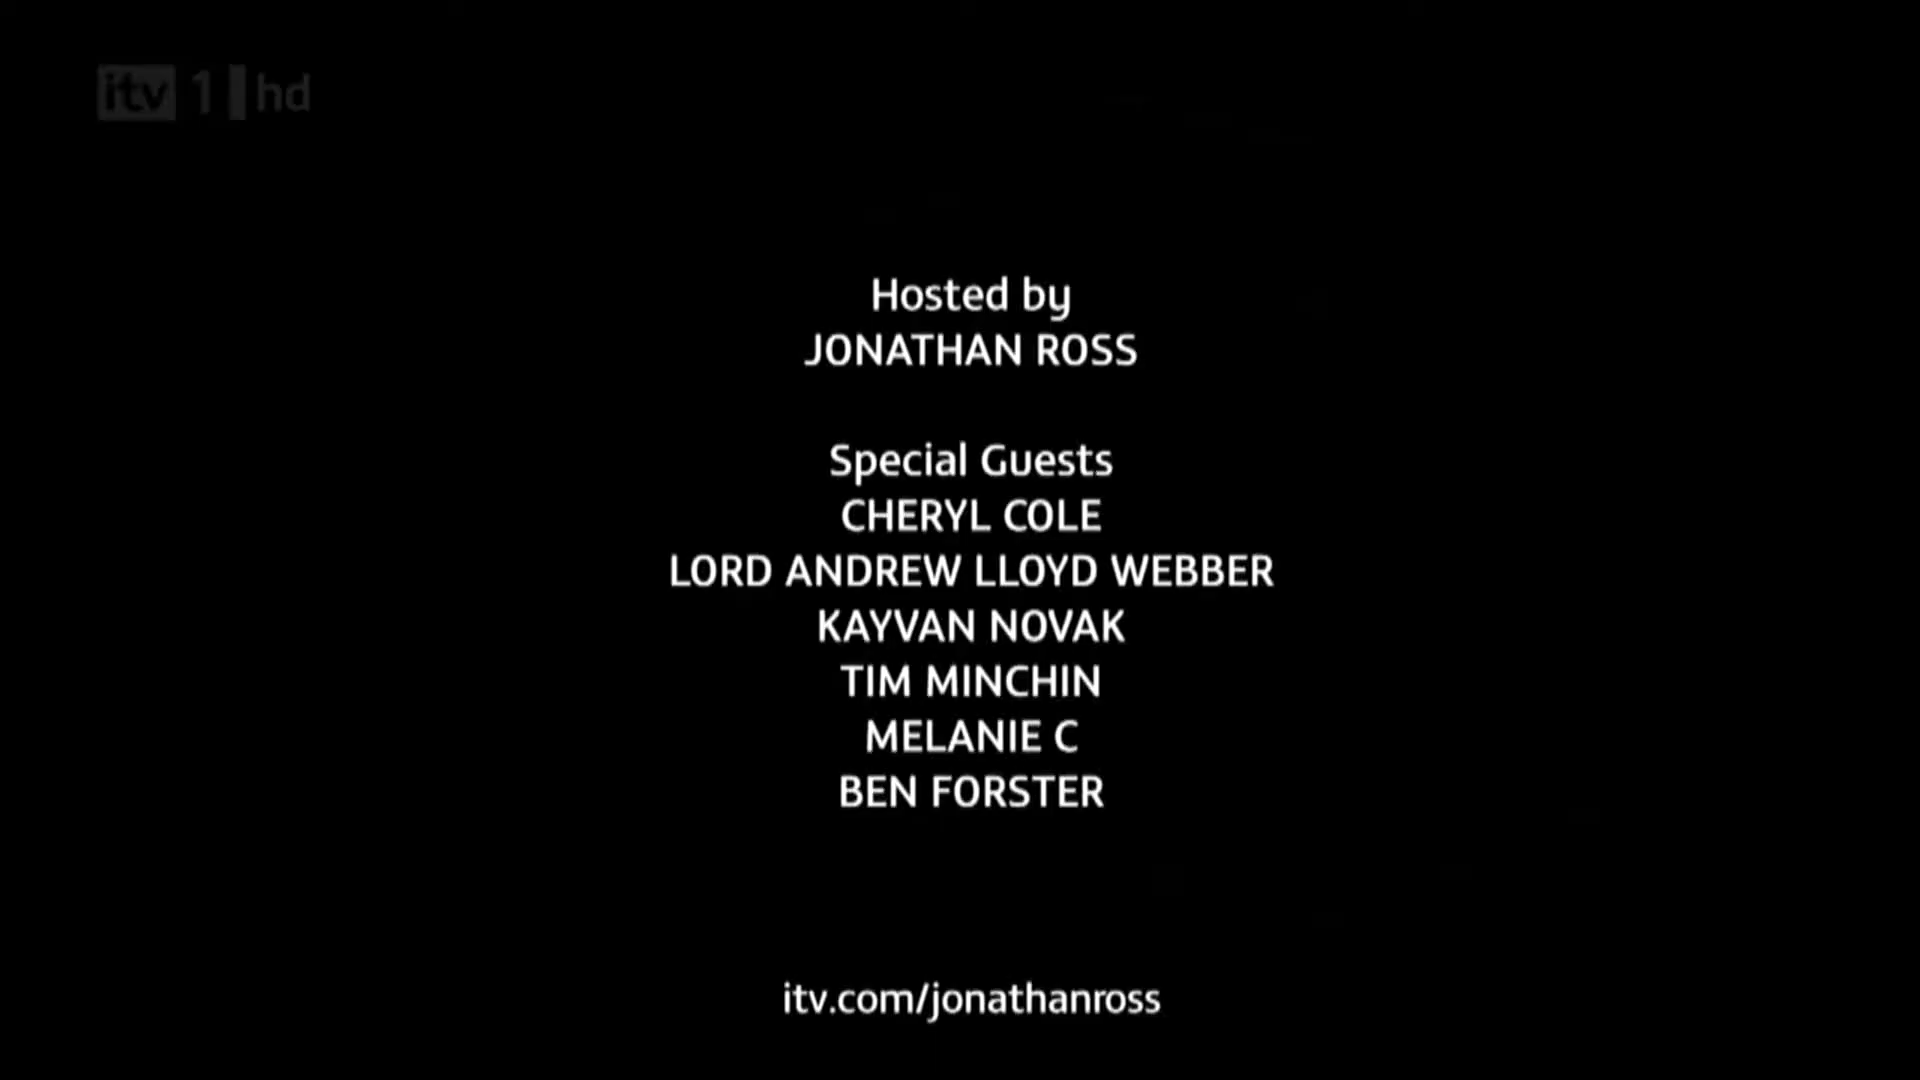 itv 1 hd
Hosted by
JONATHAN ROSS
Special Guests
CHERYL COLE
LORD ANDREW LLOYD WEBBER
KAYVAN NOVAK
TIM MINCHIN
MELANIE C
BEN FORSTER
itv.com/jonathanross